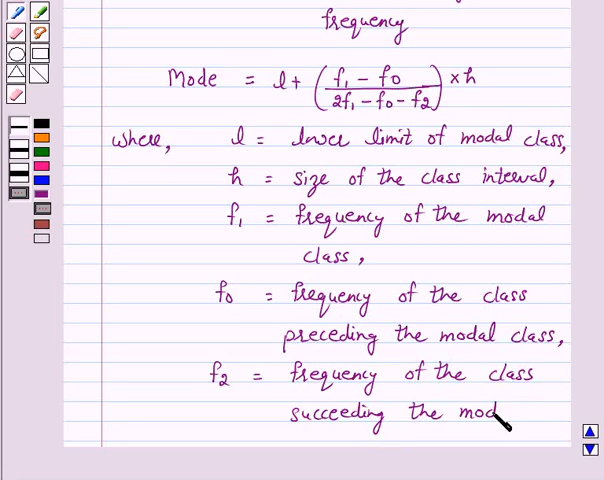 frequency
Mode = l + ( f₁ - f₀ / 2f₁ - f₀ - f₂ ) × h
where, l = lower limit of modal class,
h = size of the class interval,
f₁ = frequency of the modal
class,
f₀ = frequency of the class
preceding the modal class,
f₂ = frequency of the class
succeeding the mod